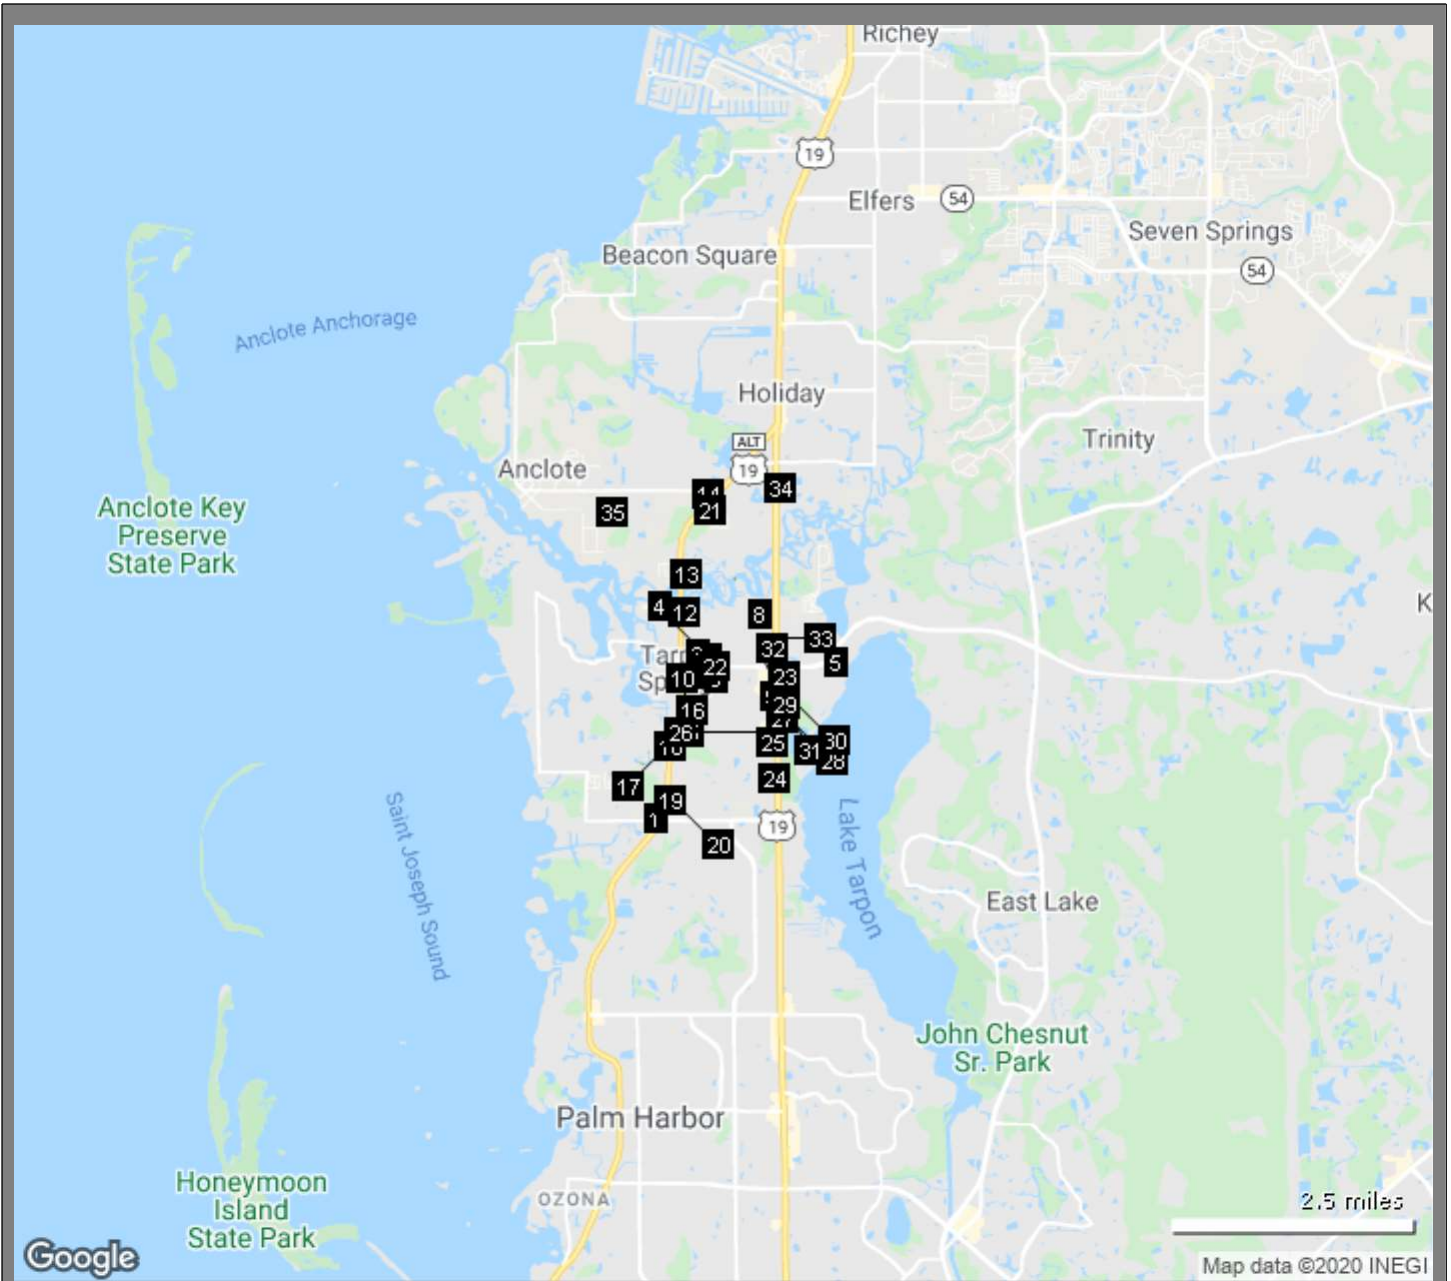 Richey
19
Elfers
54
Seven Springs
Beacon Square
54
Anclote Anchorage
Holiday
ALT
19
Trinity
Anclote
34
14
21
35
Anclote Key
Preserve
State Park
13
4
12
8
33
32
5
22
10
23
29
16
26
27
25
30
31
28
24
17
19
1
20
19
Saint Joseph Sound
Lake Tarpon
East Lake
John Chesnut
Sr. Park
Palm Harbor
Honeymoon
Island
State Park
OZONA
2.5 miles
Google
Map data ©2020 INEGI